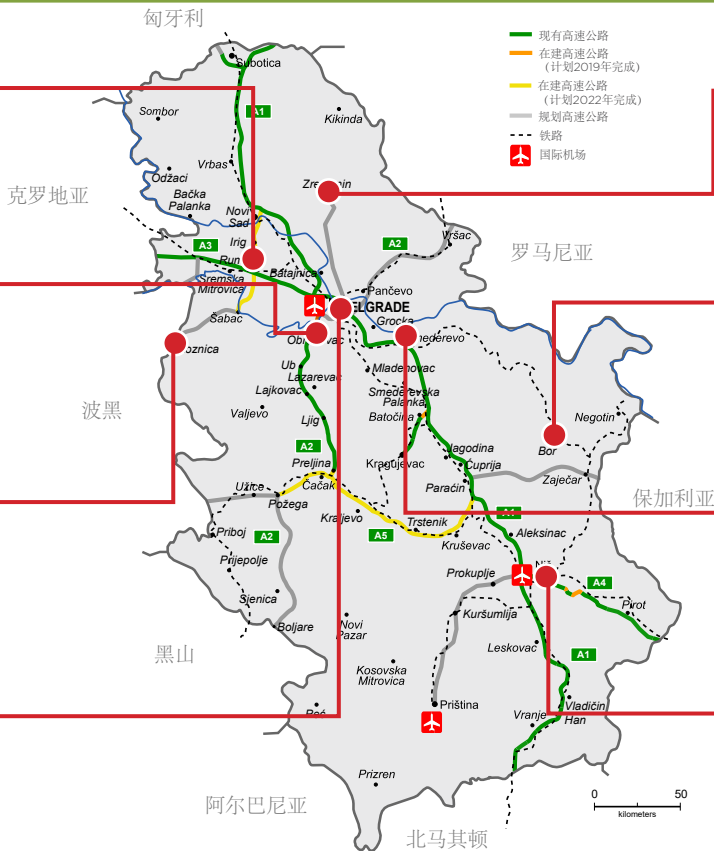 匈牙利
现有高速公路
在建高速公路
(计划2019年完成)
在建高速公路
(计划2022年完成)
规划高速公路
铁路
国际机场
Subotica
A1
Sombor
Kikinda
Vrbas
Odžaci
Bačka
Palanka
克罗地亚
Novi
Sad
Irig
A3
A2
Vršac
罗马尼亚
Batajnica
Sremska
Mitrovica
Pančevo
Grocka
Šabac
Ub
Lazarevac
Mladenovac
Lajkovac
Smederevska
Palanka
波黑
Valjevo
Ljig
Batočina
Negotin
Bor
A2
Jagodina
Preljina
Kragujevac
Ćuprija
Zaječar
Užice
Čačak
Paraćin
Požega
保加利亚
Kraljevo
Trstenik
Priboj
A2
A5
Kruševac
Aleksinac
Prijepolje
Prokuplje
A4
Sjenica
Pirot
Kuršumlija
Boljare
Novi
Pazar
Leskovac
A1
黑山
Kosovska
Mitrovica
Priština
Vladičin
Han
Vranje
Prizren
阿尔巴尼亚
北马其顿
0
50
kilometers